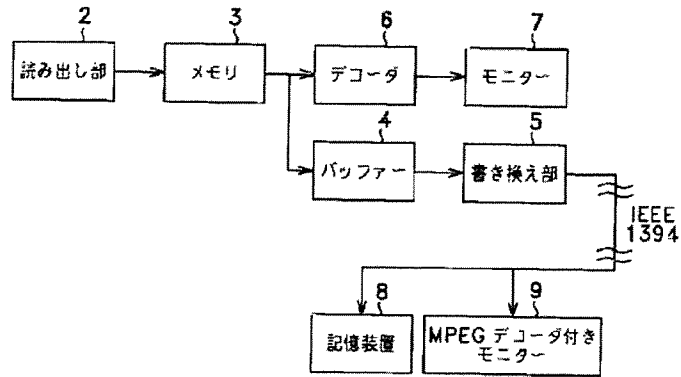 2
3
6
7
読み出し部
メモリ
デコーダ
モニター
4
5
バッファー
書き換え部
IEEE
1394
8
9
記憶装置
MPEG デコーダ付き
モニター